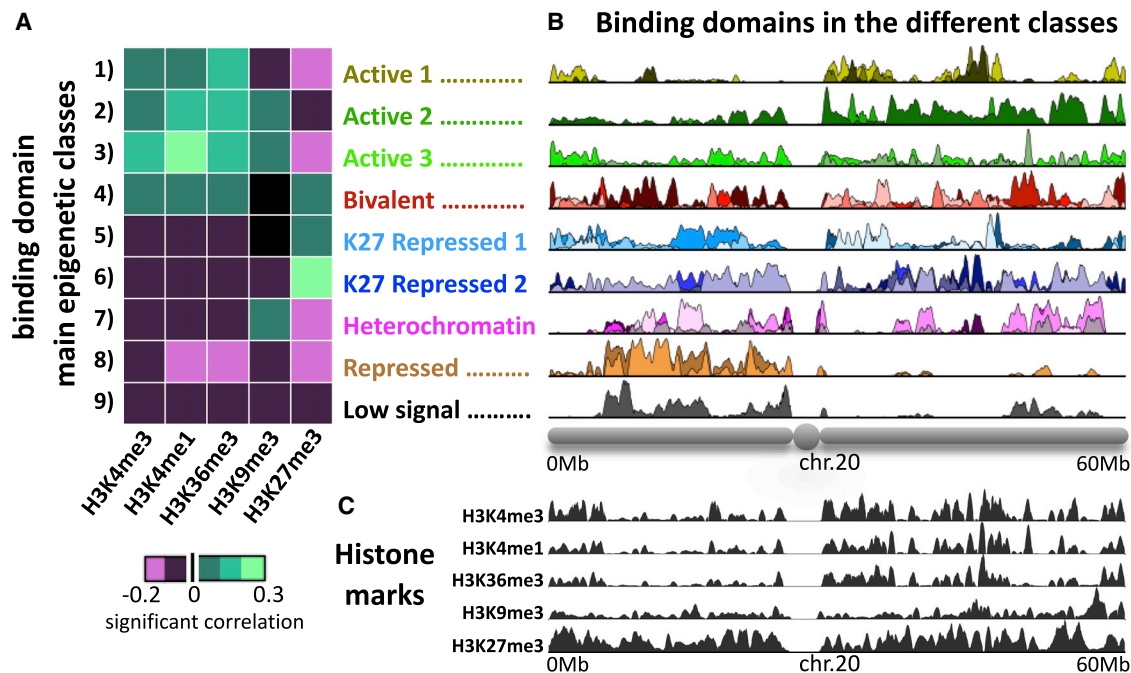 A
B
Binding domains in the different classes
binding domain
main epigenetic classes
1)
Active 1 .............
2)
Active 2 .............
3)
Active 3 .............
4)
Bivalent .............
5)
K27 Repressed 1
6)
K27 Repressed 2
7)
Heterochromatin
8)
Repressed ..........
9)
Low signal ..........
H3K4me3
H3K4me1
H3K36me3
H3K9me3
H3K27me3
0Mb
chr.20
60Mb
-0.2
0
0.3
significant correlation
C
Histone
marks
H3K4me3
H3K4me1
H3K36me3
H3K9me3
H3K27me3
0Mb
chr.20
60Mb